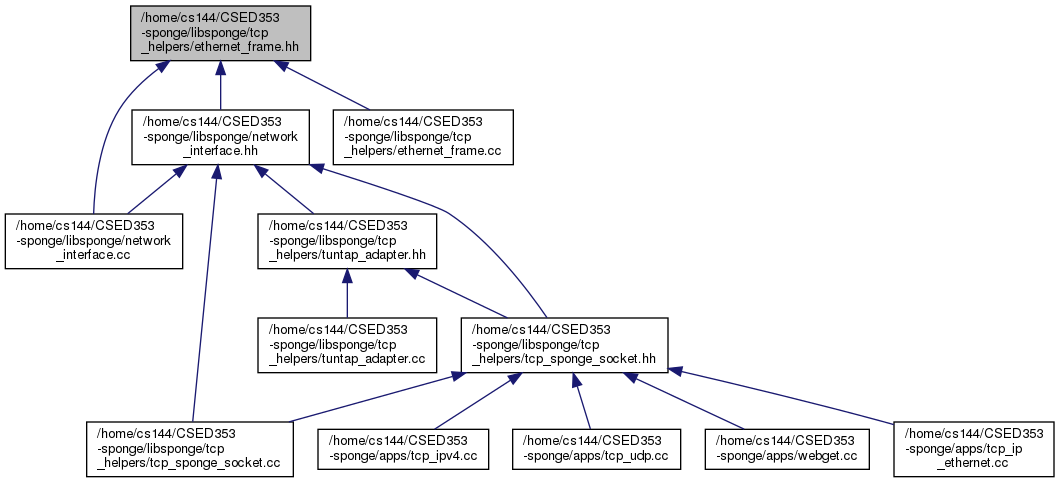 /home/cs144/CSED353
-sponge/libsponge/tcp
_helpers/ethernet_frame.hh
/home/cs144/CSED353
-sponge/libsponge/network
_interface.hh
/home/cs144/CSED353
-sponge/libsponge/tcp
_helpers/ethernet_frame.cc
/home/cs144/CSED353
-sponge/libsponge/network
_interface.cc
/home/cs144/CSED353
-sponge/libsponge/tcp
_helpers/tuntap_adapter.hh
/home/cs144/CSED353
-sponge/libsponge/tcp
_helpers/tuntap_adapter.cc
/home/cs144/CSED353
-sponge/libsponge/tcp
_helpers/tcp_sponge_socket.hh
/home/cs144/CSED353
-sponge/libsponge/tcp
_helpers/tcp_sponge_socket.cc
/home/cs144/CSED353
-sponge/apps/tcp_ipv4.cc
/home/cs144/CSED353
-sponge/apps/tcp_udp.cc
/home/cs144/CSED353
-sponge/apps/webget.cc
/home/cs144/CSED353
-sponge/apps/tcp_ip
_ethernet.cc